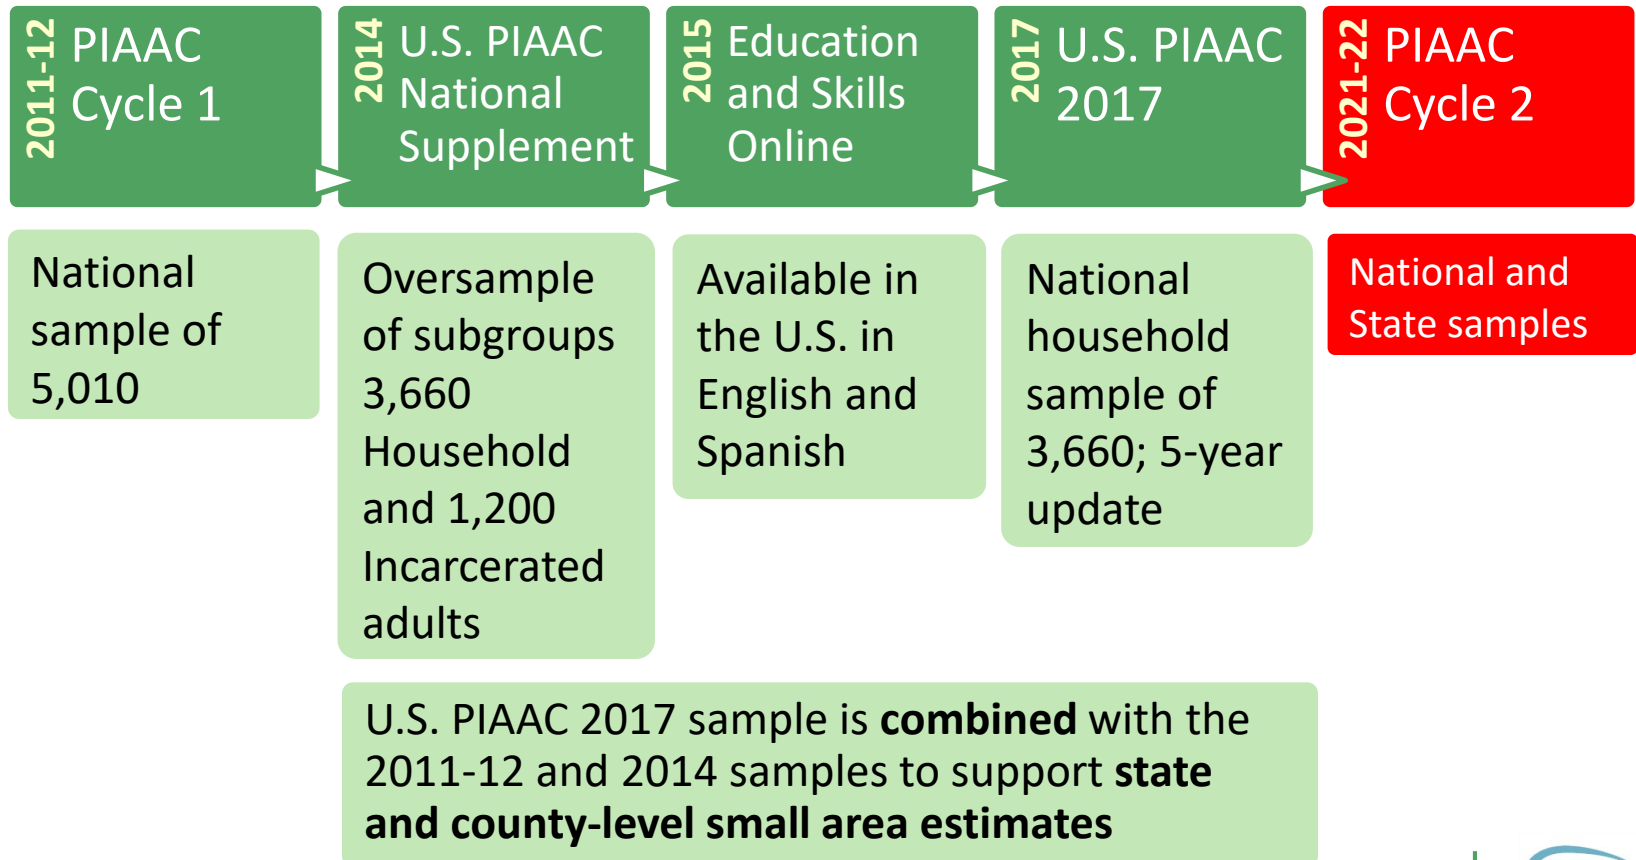 2011-12
PIAAC
Cycle 1
2014
U.S. PIAAC
National
Supplement
2015
Education
and Skills
Online
2017
U.S. PIAAC
2017
2021-22
PIAAC
Cycle 2
National
sample of
5,010
Oversample
of subgroups
3,660
Household
and 1,200
Incarcerated
adults
Available in
the U.S. in
English and
Spanish
National
household
sample of
3,660; 5-year
update
National and
State samples
U.S. PIAAC 2017 sample is combined with the
2011-12 and 2014 samples to support state
and county-level small area estimates